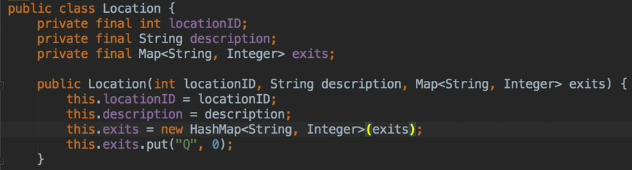 public class Location {
    private final int locationID;
    private final String description;
    private final Map<String, Integer> exits;

    public Location(int locationID, String description, Map<String, Integer> exits) {
        this.locationID = locationID;
        this.description = description;
        this.exits = new HashMap<String, Integer>(exits);
        this.exits.put("Q", 0);
    }